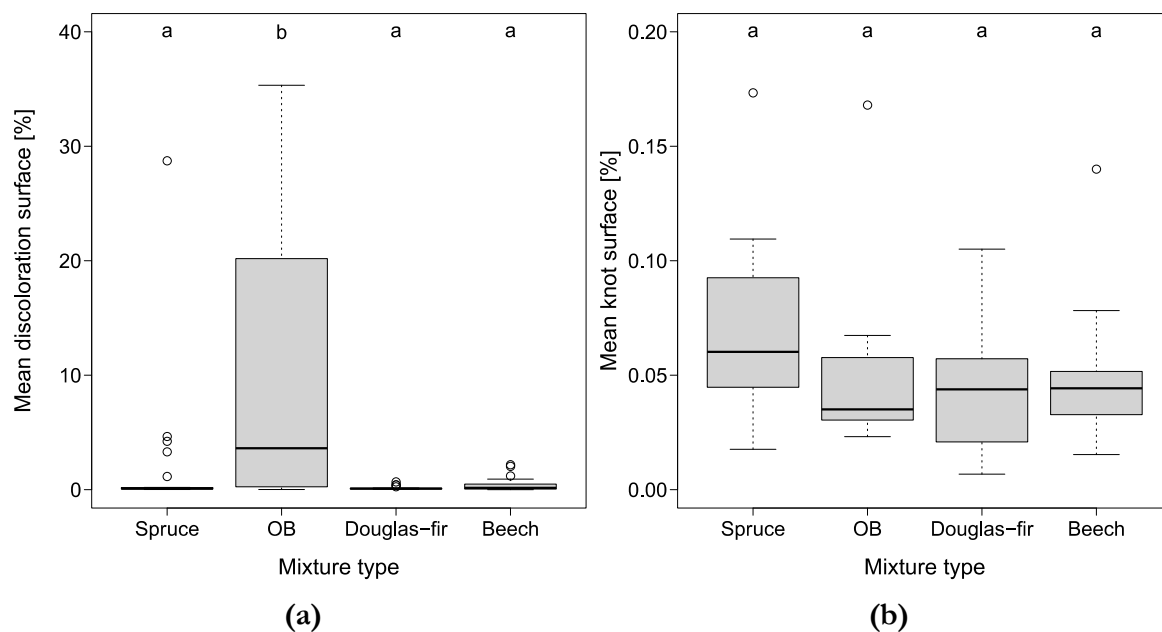 a b a a
40
30
20
10
0
Mean discoloration surface [%]
Spruce OB Douglas−fir Beech
Mixture type
(a)
a a a a
0.20
0.15
0.10
0.05
0.00
Mean knot surface [%]
Spruce OB Douglas−fir Beech
Mixture type
(b)